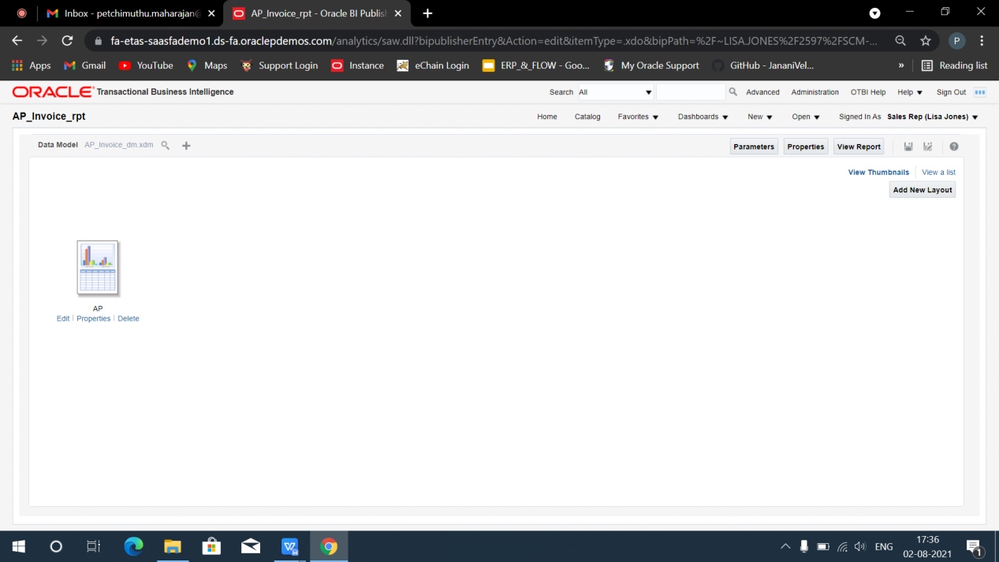 Inbox - petchimuthu.maharajan@
AP_Invoice_rpt - Oracle BI Publish
fa-etas-saasfademo1.ds-fa.oraclepdemos.com/analytics/saw.dll?bipublisherEntry&Action=edit&itemType=.xdo&bipPath=%2F~LISAJONES%2F2597%2FSCM-...
P
Apps Gmail YouTube Maps Support Login Instance eChain Login ERP_&_FLOW - Goo... My Oracle Support GitHub - JananiVel... » Reading list
ORACLE Transactional Business Intelligence
Search All Advanced Administration OTBI Help Help Sign Out
AP_Invoice_rpt
Home Catalog Favorites Dashboards New Open Signed In As Sales Rep (Lisa Jones)
Data Model AP_Invoice_dm.xdm Parameters Properties View Report
View Thumbnails View a list
Add New Layout
AP
Edit Properties Delete
ENG
17:36
02-08-2021
1